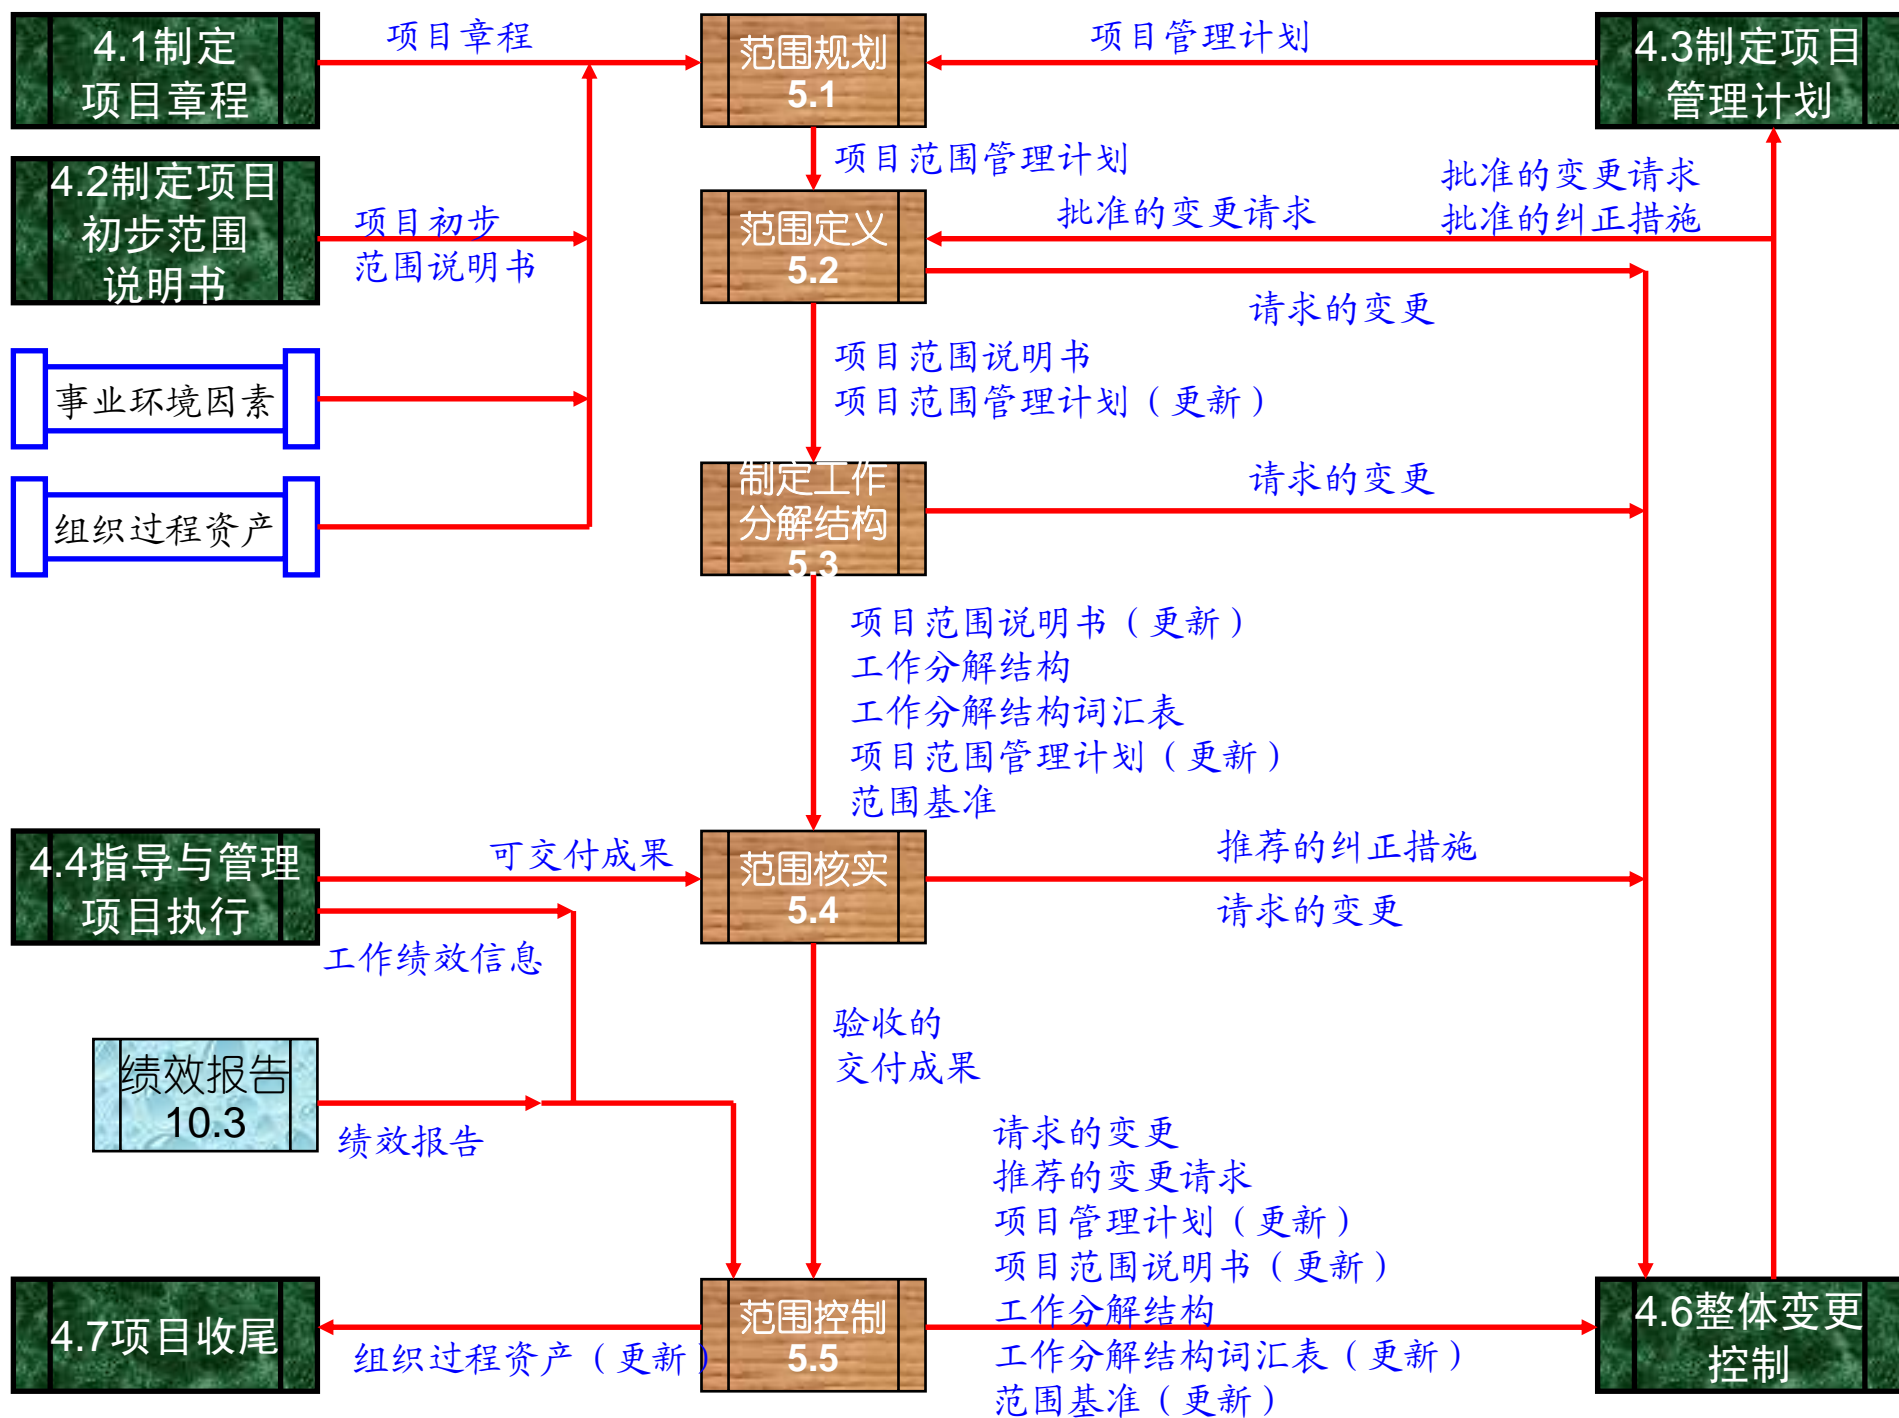 4.1制定
项目章程
项目章程
范围规划
5.1
项目管理计划
4.3制定项目
管理计划
4.2制定项目
初步范围
说明书
项目初步
范围说明书
项目范围管理计划
范围定义
5.2
批准的变更请求
批准的变更请求
批准的纠正措施
请求的变更
事业环境因素
项目范围说明书
项目范围管理计划（更新）
组织过程资产
制定工作
分解结构
5.3
请求的变更
项目范围说明书（更新）
工作分解结构
工作分解结构词汇表
项目范围管理计划（更新）
范围基准
4.4指导与管理
项目执行
可交付成果
工作绩效信息
范围核实
5.4
推荐的纠正措施
请求的变更
绩效报告
10.3
绩效报告
验收的
交付成果
请求的变更
推荐的变更请求
项目管理计划（更新）
项目范围说明书（更新）
工作分解结构
工作分解结构词汇表（更新）
范围基准（更新）
4.7项目收尾
组织过程资产（更新）
范围控制
5.5
4.6整体变更
控制